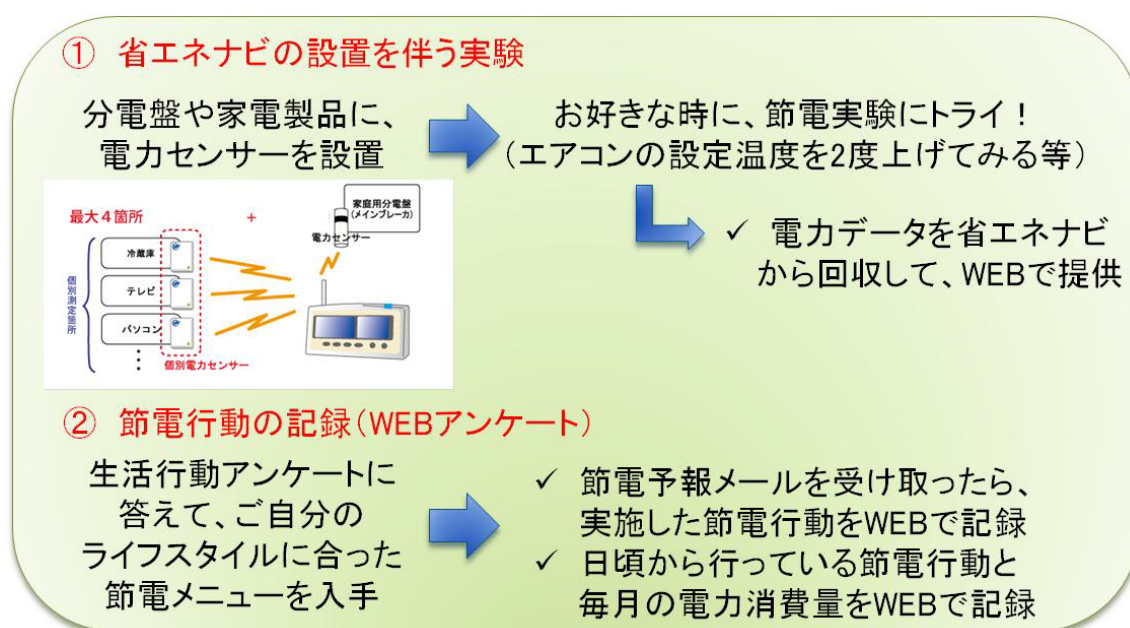 ① 省エネナビの設置を伴う実験
分電盤や家電製品に、
電力センサーを設置
お好きな時に、節電実験にトライ！
（エアコンの設定温度を2度上げてみる等）
✓ 電力データを省エネナビ
から回収して、WEBで提供
最大４箇所
+
家庭用分電盤
（メインブレーカ）
電力センサー
個別測定箇所
冷蔵庫
テレビ
パソコン
個別電力センサー
② 節電行動の記録（WEBアンケート）
生活行動アンケートに
答えて、ご自分の
ライフスタイルに合った
節電メニューを入手
✓ 節電予報メールを受け取ったら、
実施した節電行動をWEBで記録
✓ 日頃から行っている節電行動と
毎月の電力消費量をWEBで記録